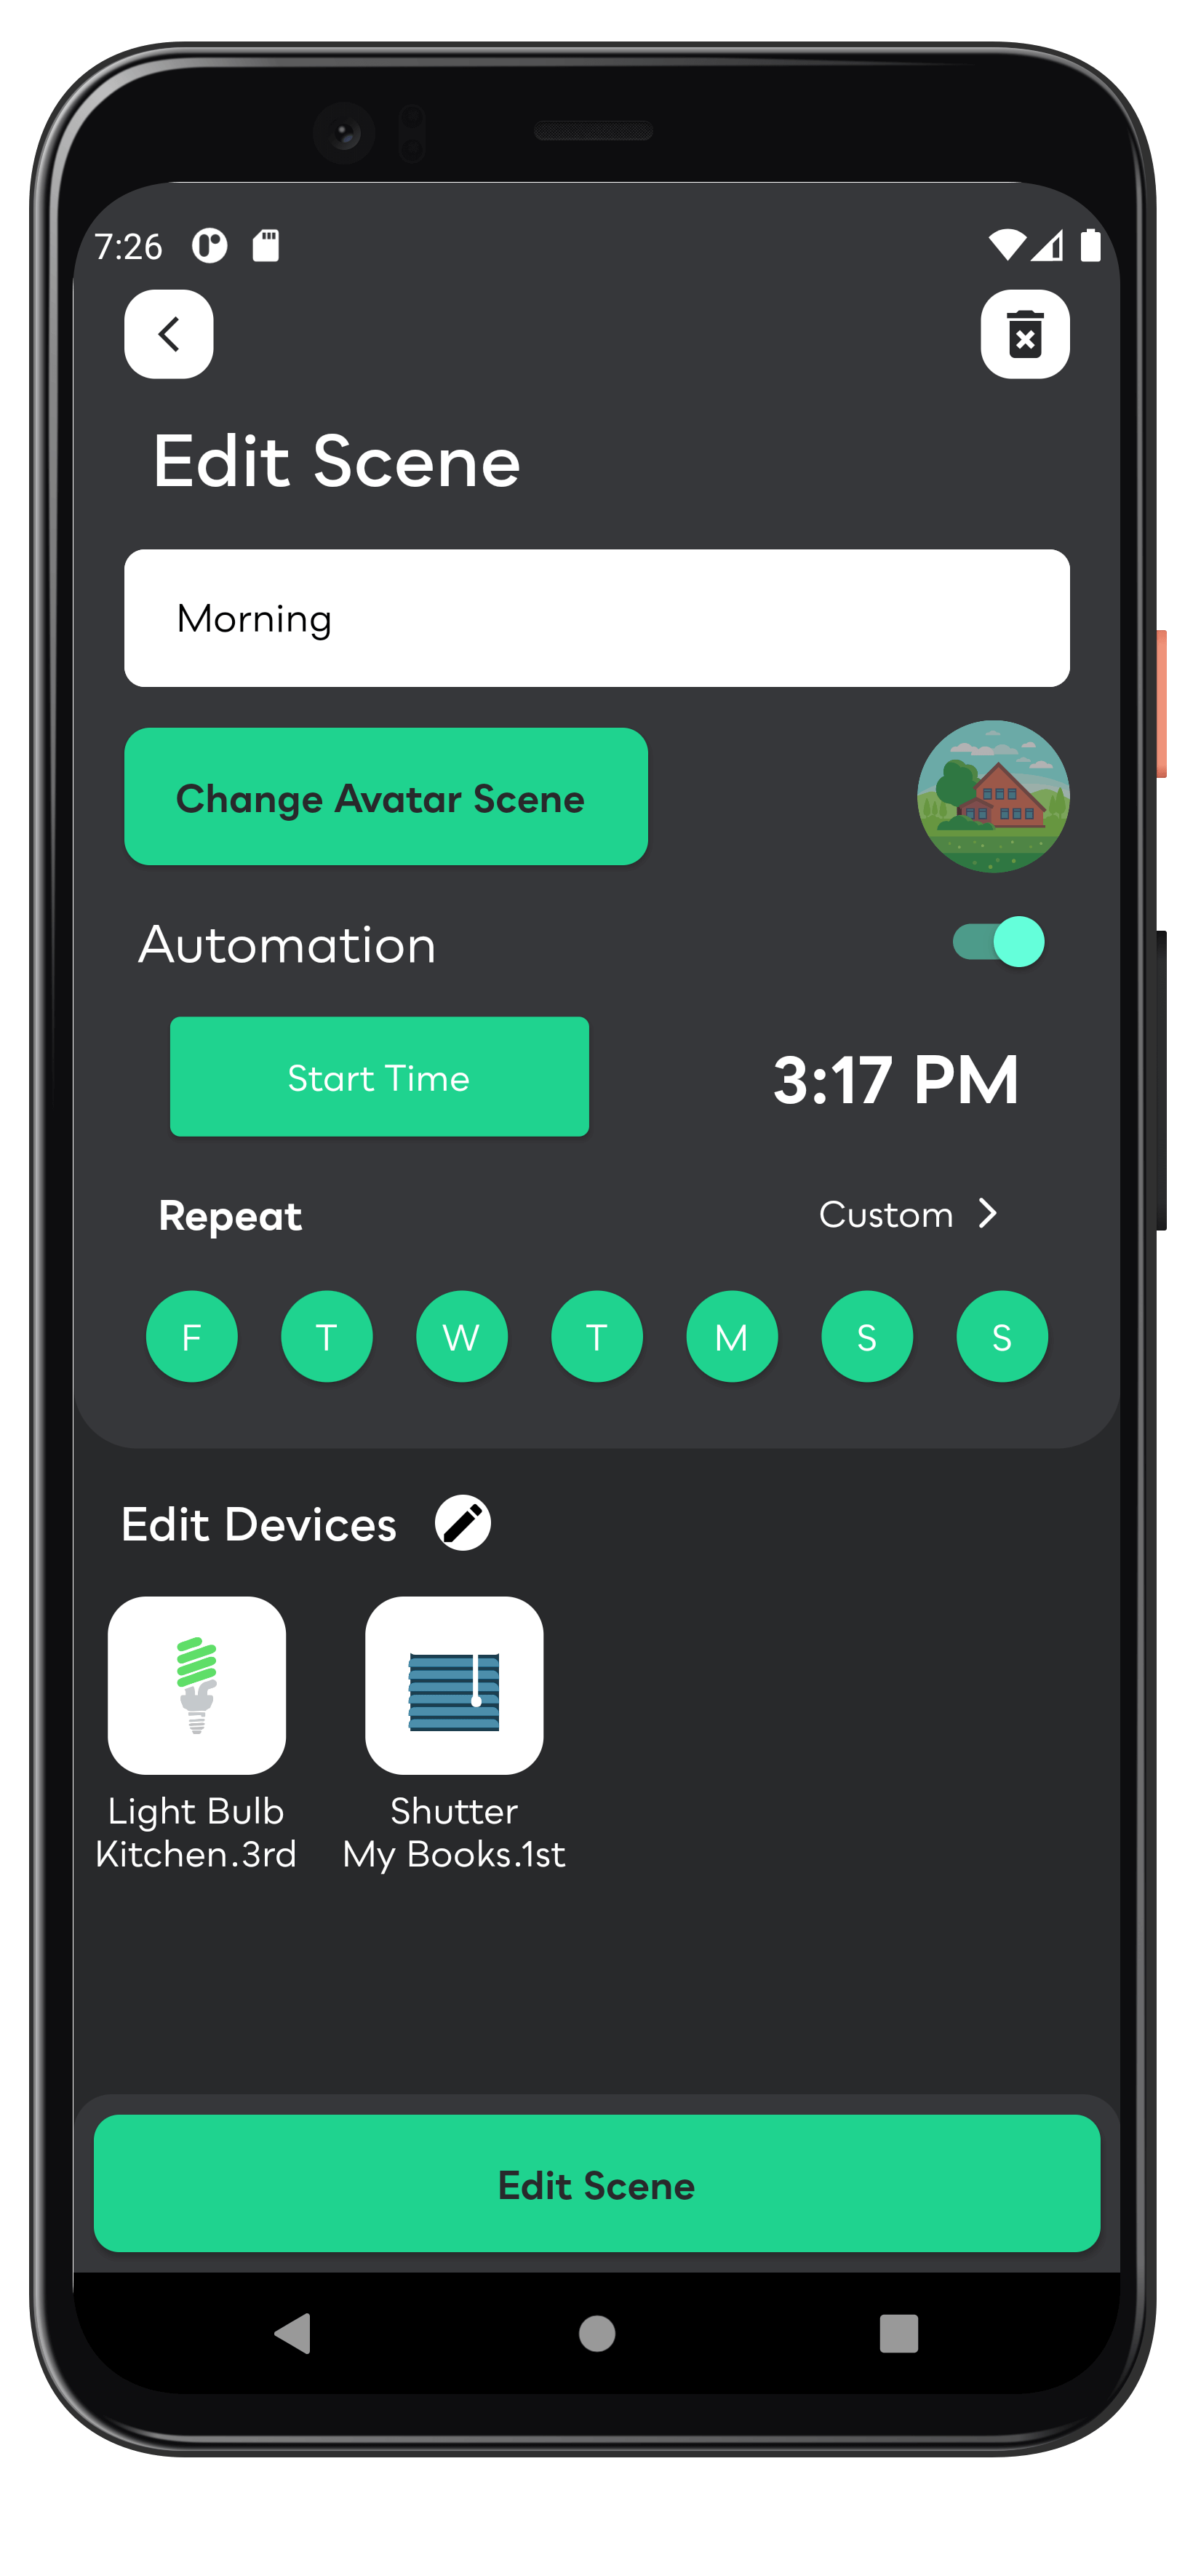 7:26
Edit Scene
Morning
Change Avatar Scene
Automation
Start Time
3:17 PM
Repeat
Custom
F T W T M S S
Edit Devices
Light Bulb
Kitchen.3rd
Shutter
My Books.1st
Edit Scene